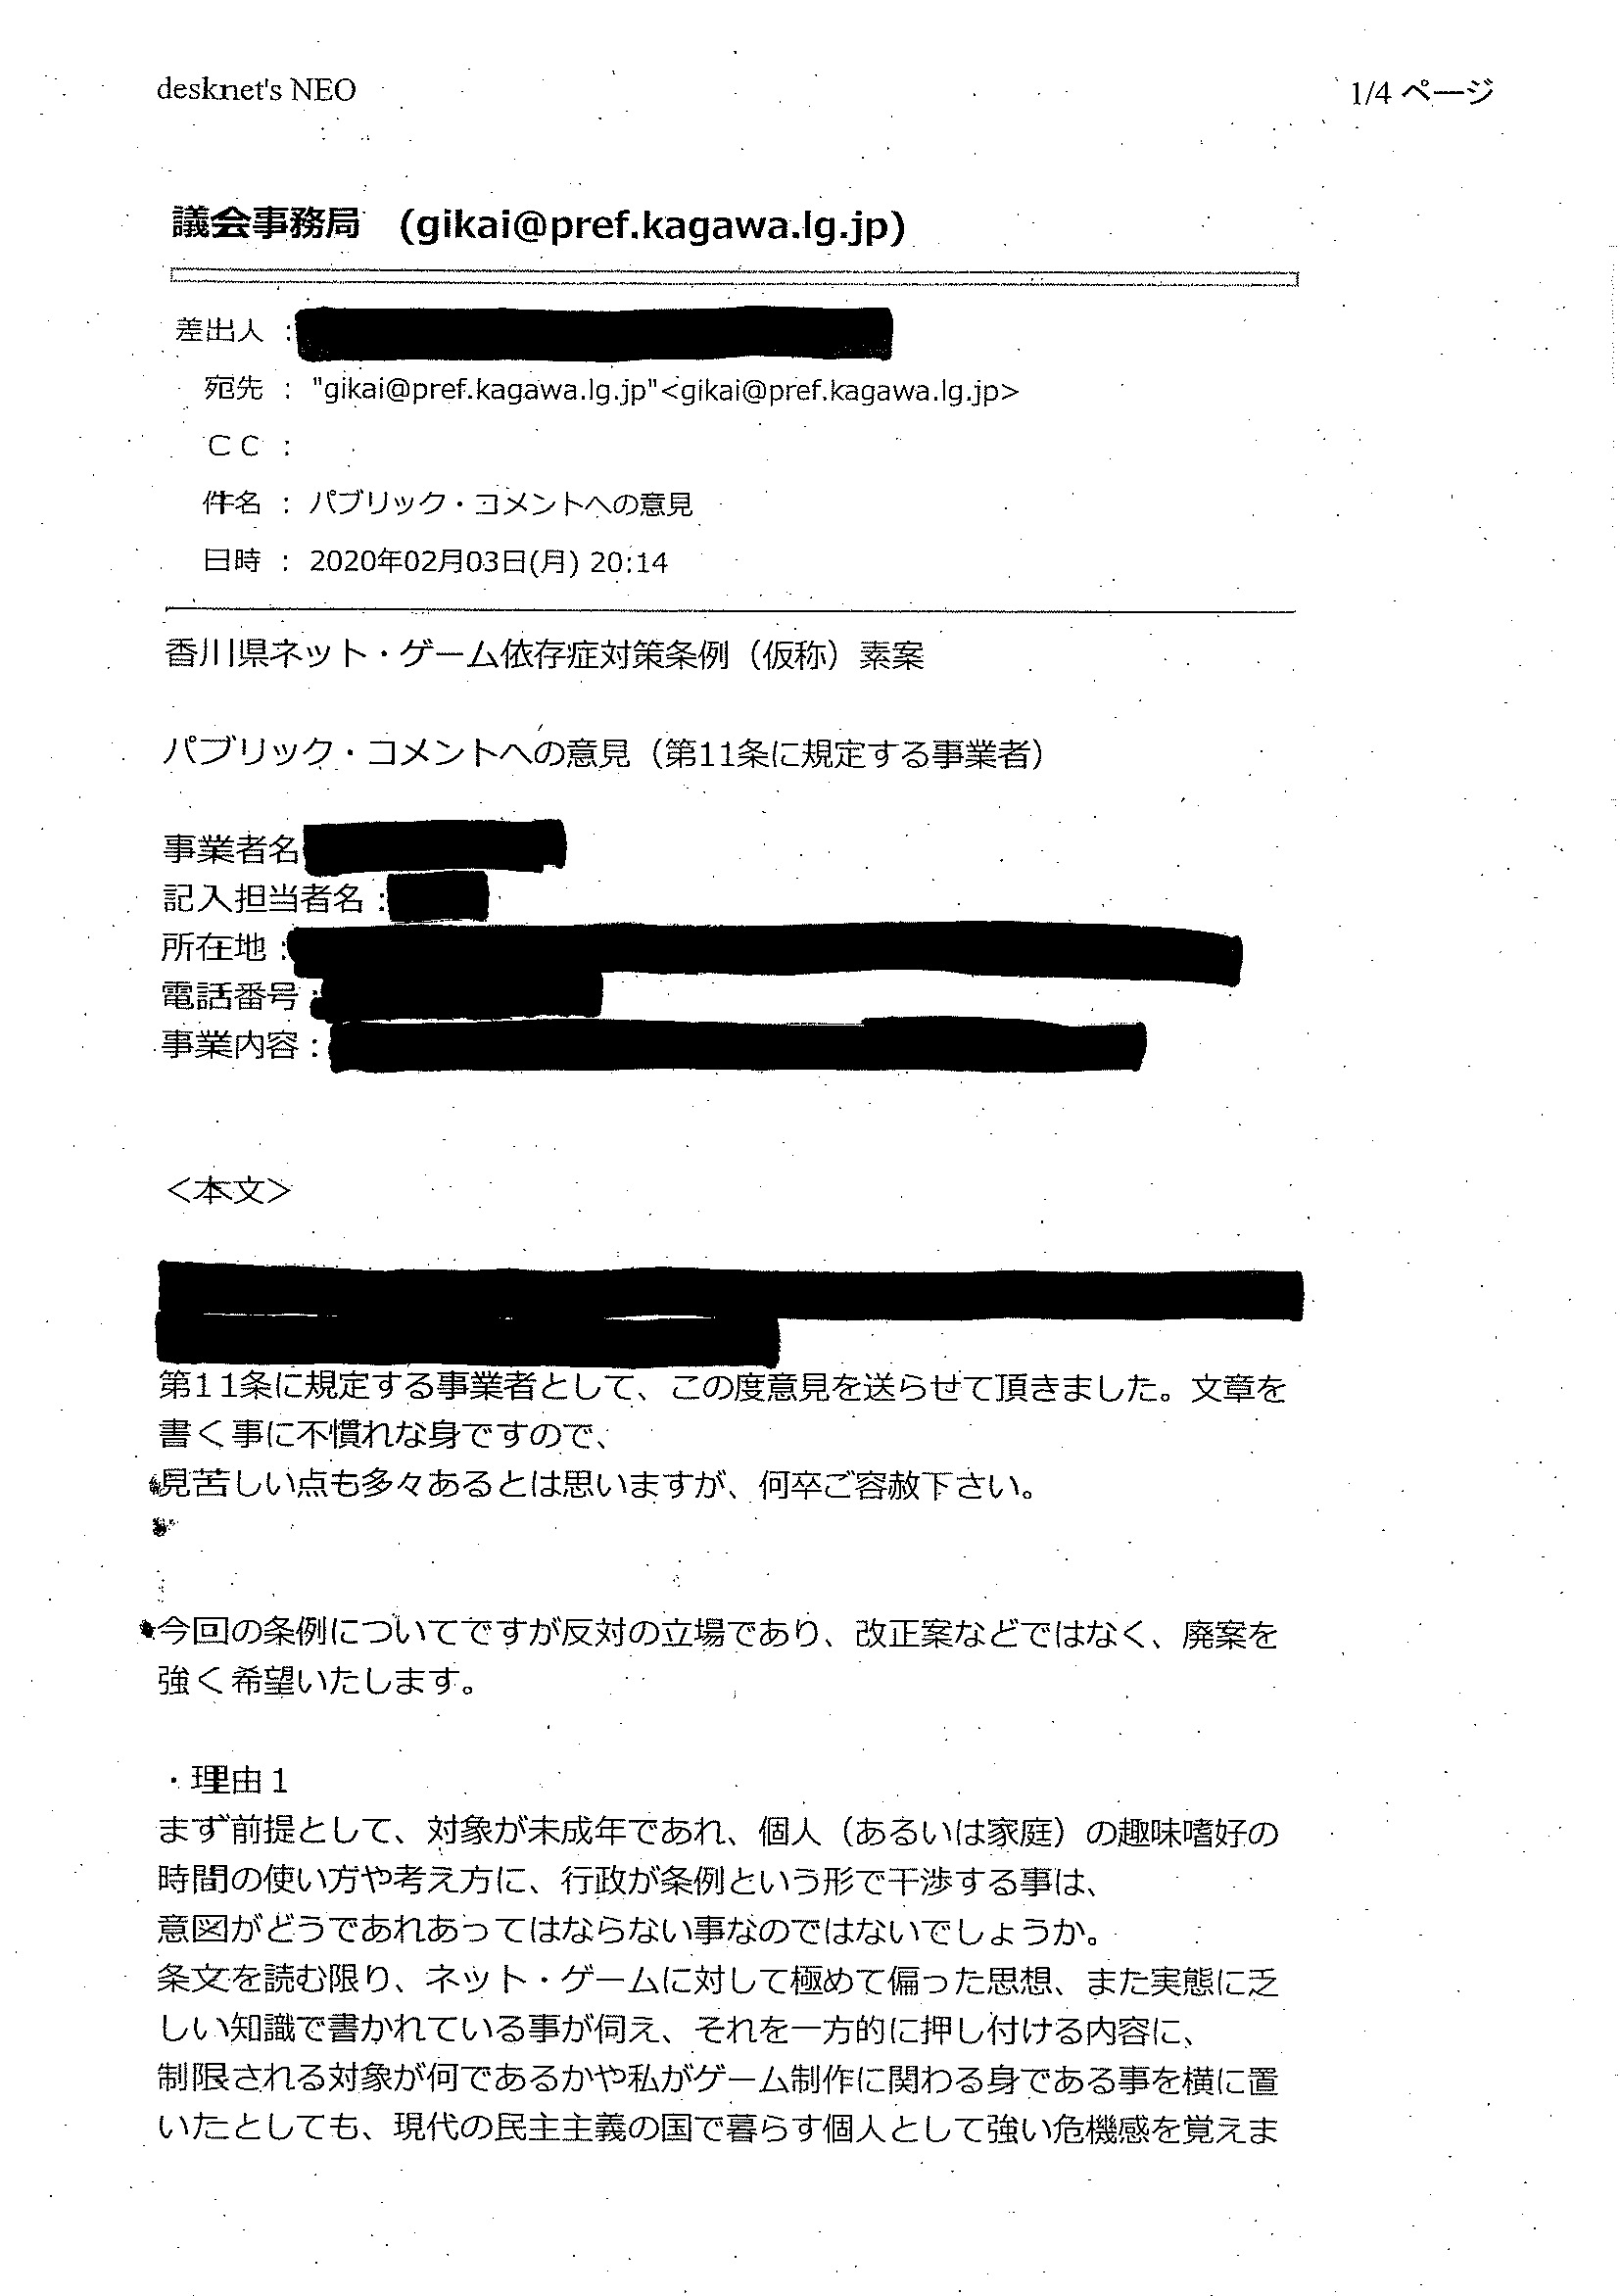 desknet's NEO
1/4 ページ
議会事務局 (gikai@pref.kagawa.lg.jp)
差出人 :
宛先 : "gikai@pref.kagawa.lg.jp"<gikai@pref.kagawa.lg.jp>
ＣＣ :
件名 : パブリック・コメントへの意見
日時 : 2020年02月03日(月) 20:14
香川県ネット・ゲーム依存症対策条例（仮称）素案
パブリック・コメントへの意見（第11条に規定する事業者）
事業者名
記入担当者名：
所在地：
電話番号：
事業内容：
＜本文＞
第11条に規定する事業者として、この度意見を送らせて頂きました。文章を
書く事に不慣れな身ですので、
見苦しい点も多々あるとは思いますが、何卒ご容赦下さい。
今回の条例についてですが反対の立場であり、改正案などではなく、廃案を
強く希望いたします。
・理由１
まず前提として、対象が未成年であれ、個人（あるいは家庭）の趣味嗜好の
時間の使い方や考え方に、行政が条例という形で干渉する事は、
意図がどうであれあってはならない事なのではないでしょうか。
条文を読む限り、ネット・ゲームに対して極めて偏った思想、また実態に乏
しい知識で書かれている事が伺え、それを一方的に押し付ける内容に、
制限される対象が何であるかや私がゲーム制作に関わる身である事を横に置
いたとしても、現代の民主主義の国で暮らす個人として強い危機感を覚えま